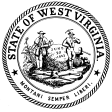 STATE OF WEST VIRGINIA
MONTANI SEMPER LIBERI